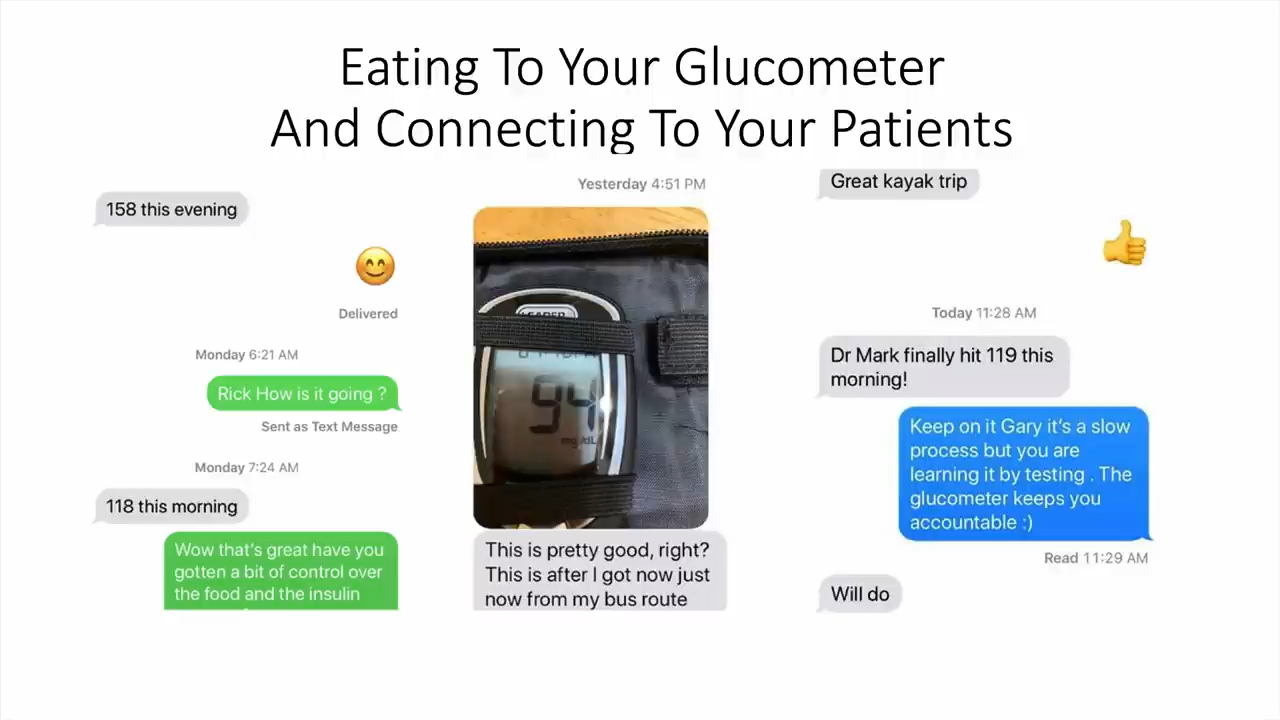 Eating To Your Glucometer
And Connecting To Your Patients
158 this evening
Delivered
Monday 6:21 AM
Rick How is it going ?
Sent as Text Message
Monday 7:24 AM
118 this morning
Wow that's great have you
gotten a bit of control over
the food and the insulin
Yesterday 4:51 PM
LEADER
94
mg/dL
This is pretty good, right?
This is after I got now just
now from my bus route
Great kayak trip
Today 11:28 AM
Dr Mark finally hit 119 this
morning!
Keep on it Gary it's a slow
process but you are
learning it by testing . The
glucometer keeps you
accountable :)
Read 11:29 AM
Will do